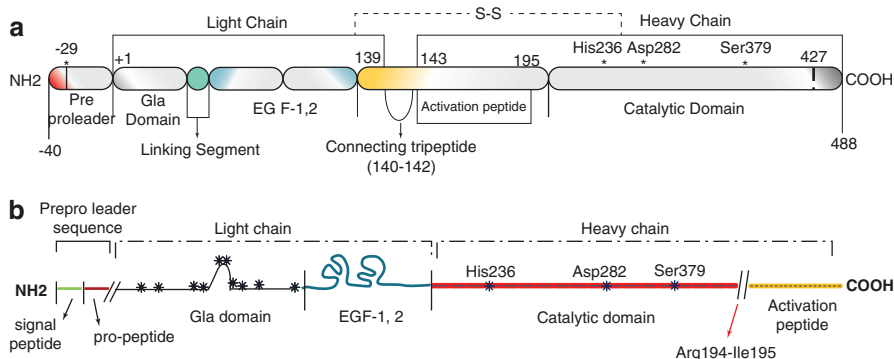 a
Light Chain
S-S
Heavy Chain
-29
*
+1
139
143
195
His236
*
Asp282
*
Ser379
*
427
NH2
COOH
Pre
proleader
Gla
Domain
EG F-1,2
Activation peptide
Catalytic Domain
-40
Linking Segment
Connecting tripeptide
(140-142)
488
b
Prepro leader
sequence
Light chain
Heavy chain
His236
Asp282
Ser379
NH2
COOH
signal
peptide
pro-peptide
Gla domain
EGF-1, 2
Catalytic domain
Activation
peptide
Arg194-Ile195